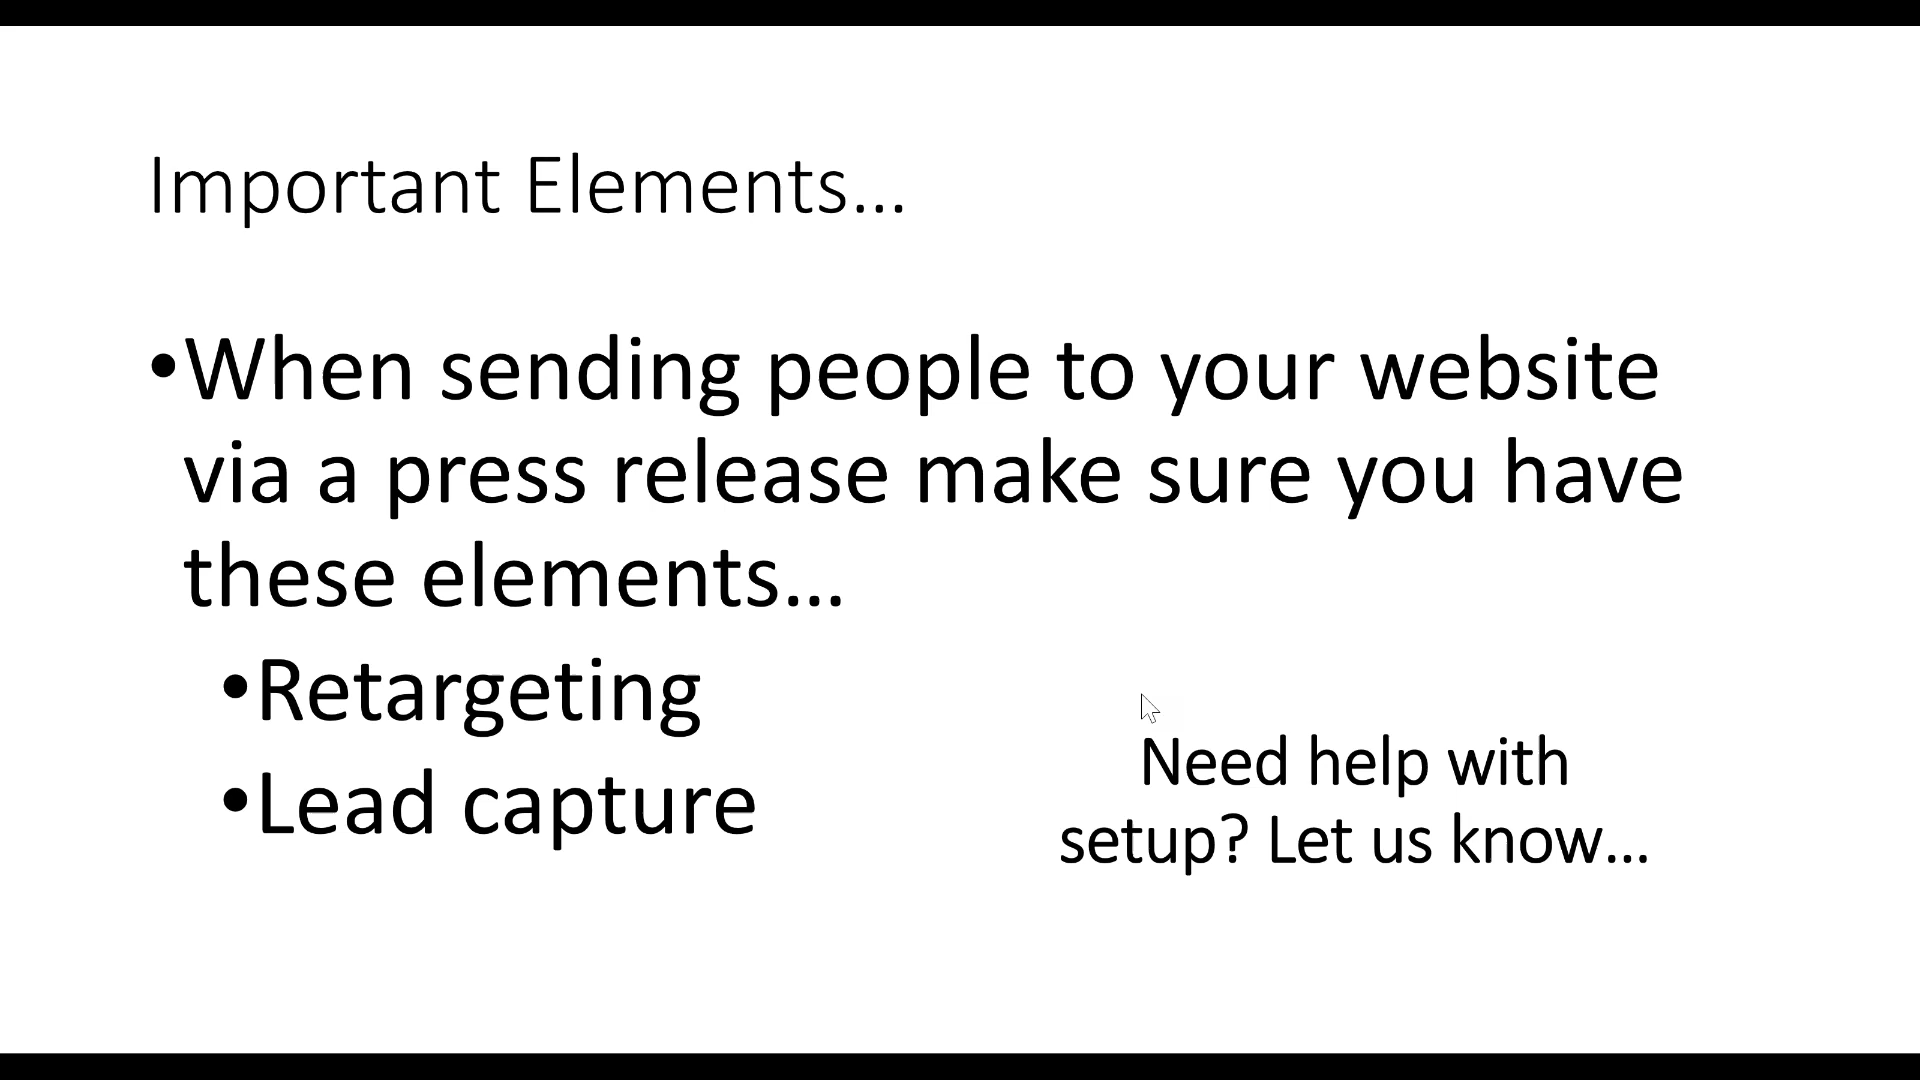 Important Elements…
•When sending people to your website
via a press release make sure you have
these elements…
•Retargeting
•Lead capture
Need help with
setup? Let us know…